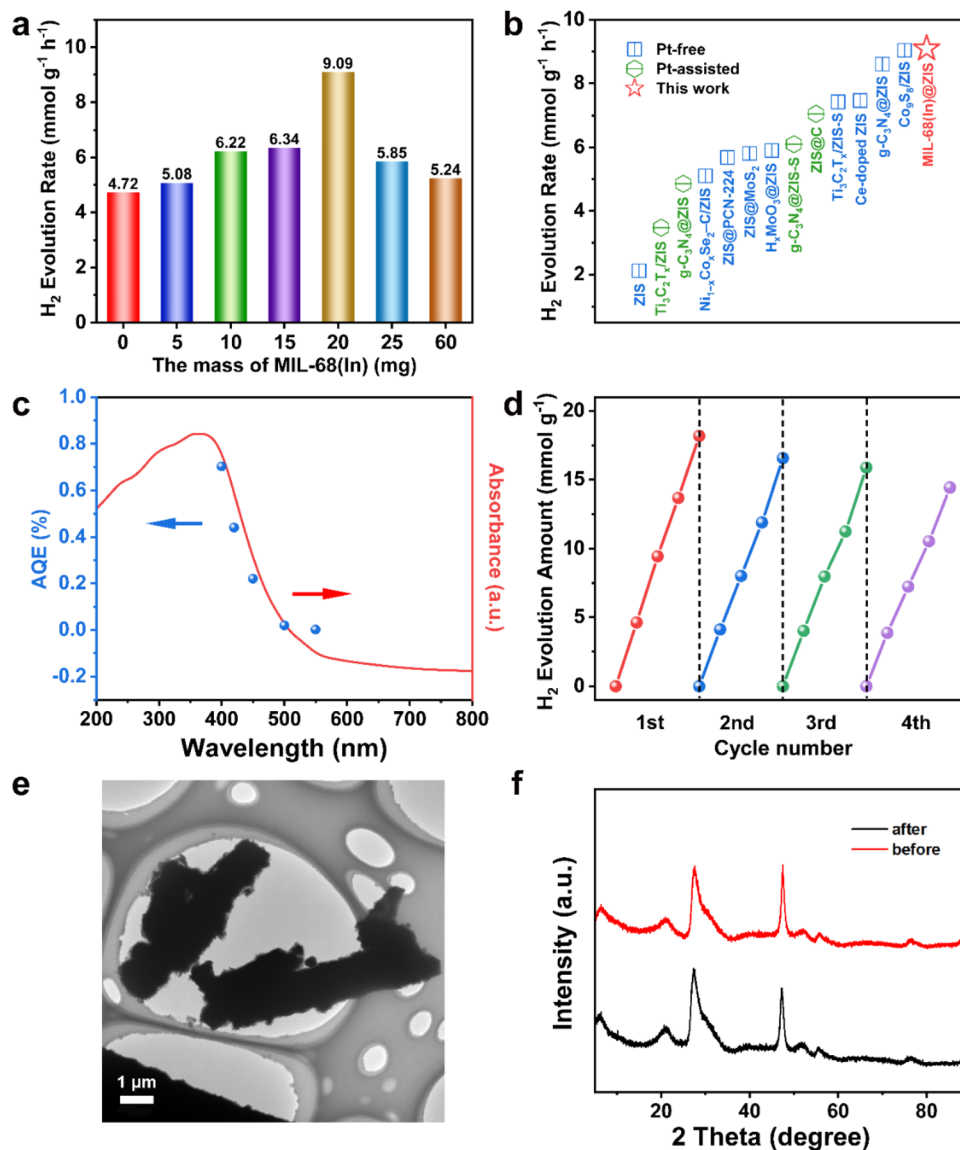 a
H₂ Evolution Rate (mmol g⁻¹ h⁻¹)
10
8
6
4
2
0
4.72
5.08
6.22
6.34
9.09
5.85
5.24
0 5 10 15 20 25 60
The mass of MIL-68(In) (mg)
b
H₂ Evolution Rate (mmol g⁻¹ h⁻¹)
10
8
6
4
2
Pt-free
Pt-assisted
This work
ZIS
Ti₃C₂Tₓ/ZIS
g-C₃N₄@ZIS
Ni₁₋ₓCoₓSe₂–C/ZIS
ZIS@PCN-224
ZIS@MoS₂
HₓMoO₃@ZIS
g-C₃N₄@ZIS-S
ZIS@C
Ti₃C₂Tₓ/ZIS-S
Ce-doped ZIS
g-C₃N₄@ZIS
Co₉S₈/ZIS
MIL-68(In)@ZIS
c
AQE (%)
1.0
0.8
0.6
0.4
0.2
0.0
-0.2
Absorbance (a.u.)
200 300 400 500 600 700 800
Wavelength (nm)
d
H₂ Evolution Amount (mmol g⁻¹)
20
15
10
5
0
1st 2nd 3rd 4th
Cycle number
e
1 μm
f
Intensity (a.u.)
after
before
20 40 60 80
2 Theta (degree)